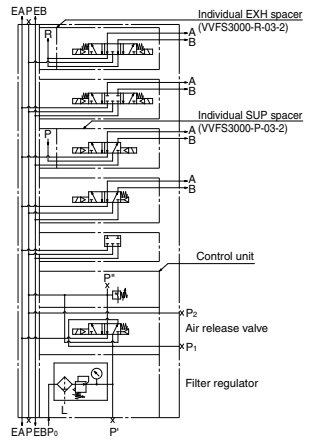 EAPEB
Individual EXH spacer
(VVFS3000-R-03-2)
R
A
B
A
B
Individual SUP spacer
(VVFS3000-P-03-2)
P
A
B
A
B
Control unit
P"
P2
Air release valve
P1
Filter regulator
L
EAPEBP0
P'